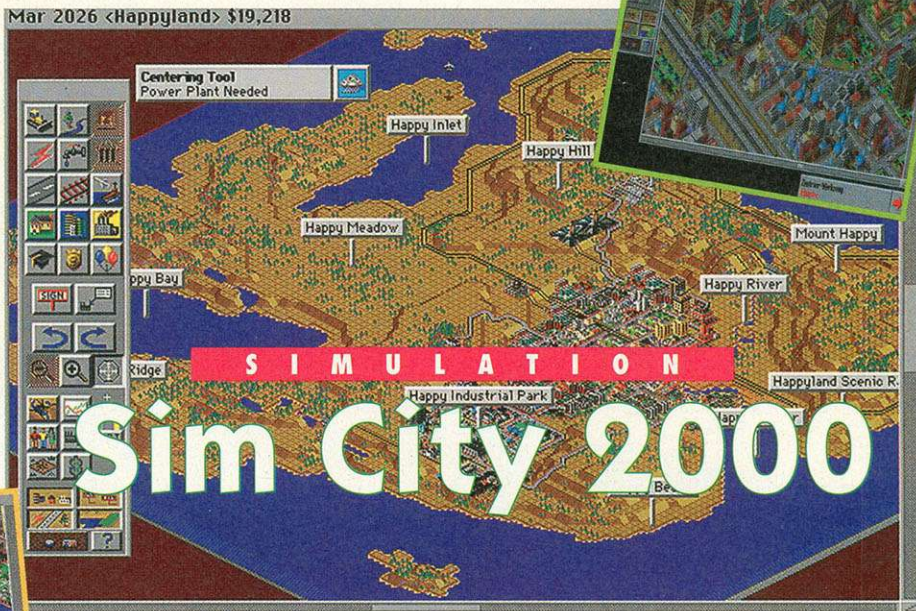 Mar 2026 <Happyland> $19,218
Centering Tool
Power Plant Needed
Happy Inlet
Happy Hill
Happy Meadow
Mount Happy
ppy Bay
Happy River
SIGN
SIMULATION
Ridge
Happyland Scenic R
Happy Industrial Park
Sim City 2000
?